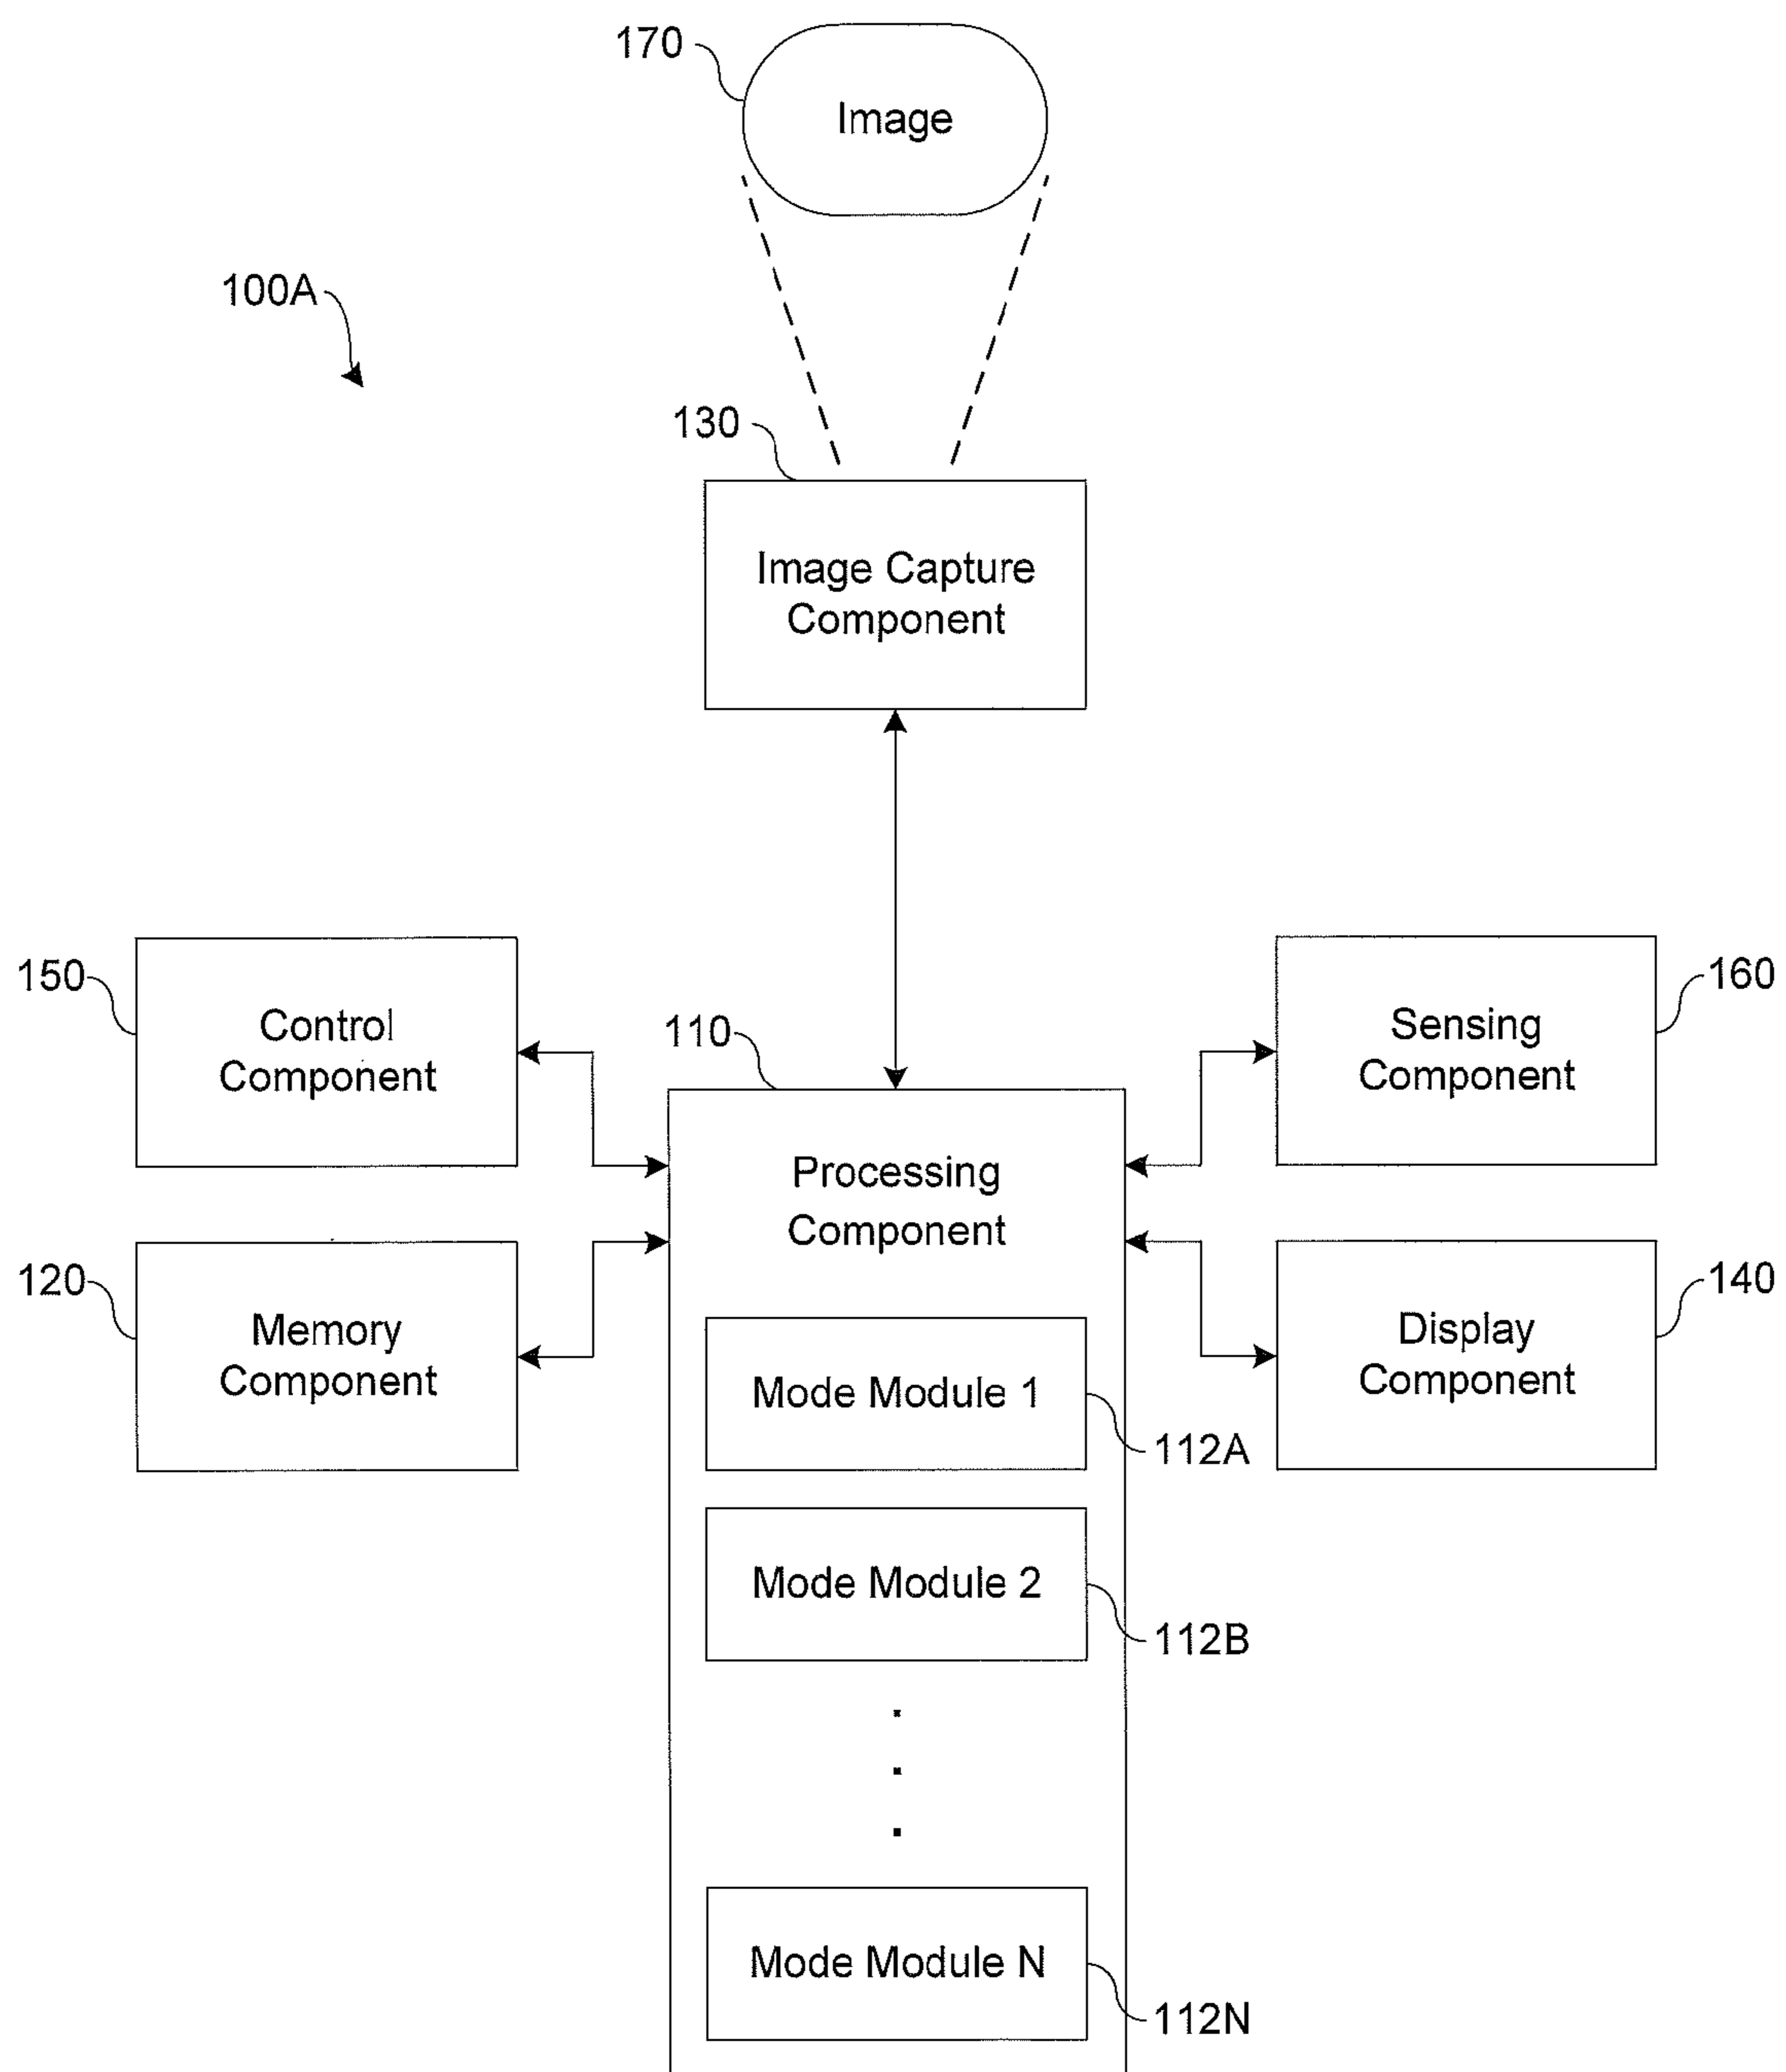 170
Image
100A
130
Image Capture
Component
150
Control
Component
110
160
Sensing
Component
Processing
Component
120
Memory
Component
140
Display
Component
Mode Module 1
112A
Mode Module 2
112B
.
.
.
Mode Module N
112N